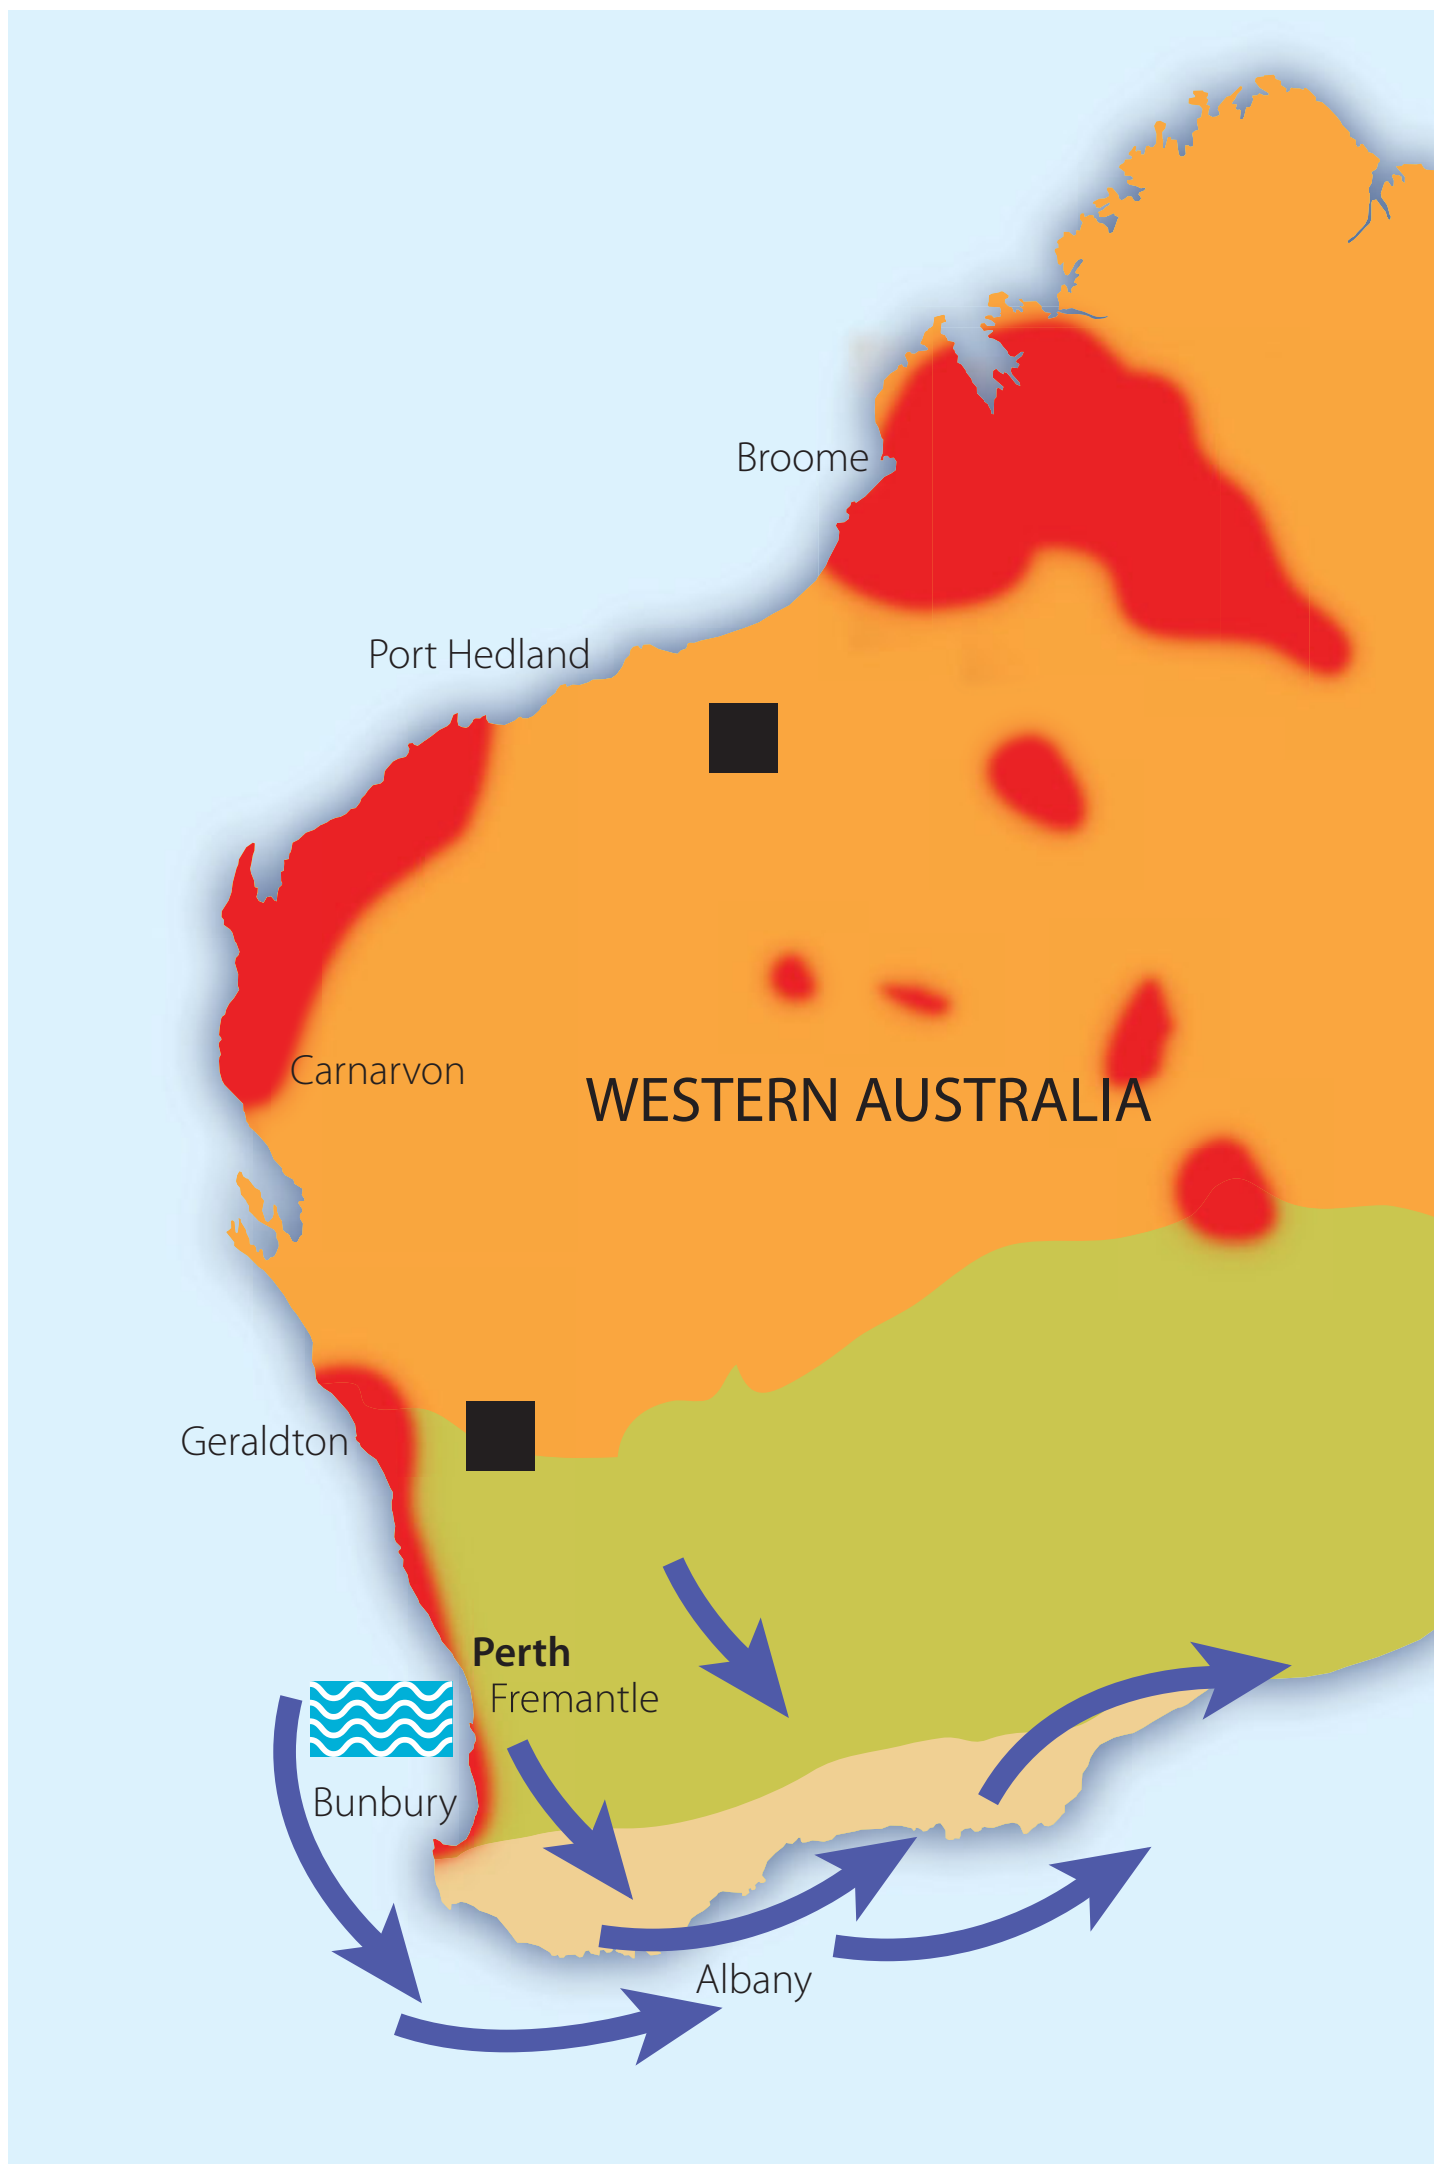 Broome
Port Hedland
Carnarvon
WESTERN AUSTRALIA
Geraldton
Perth
Fremantle
Bunbury
Albany